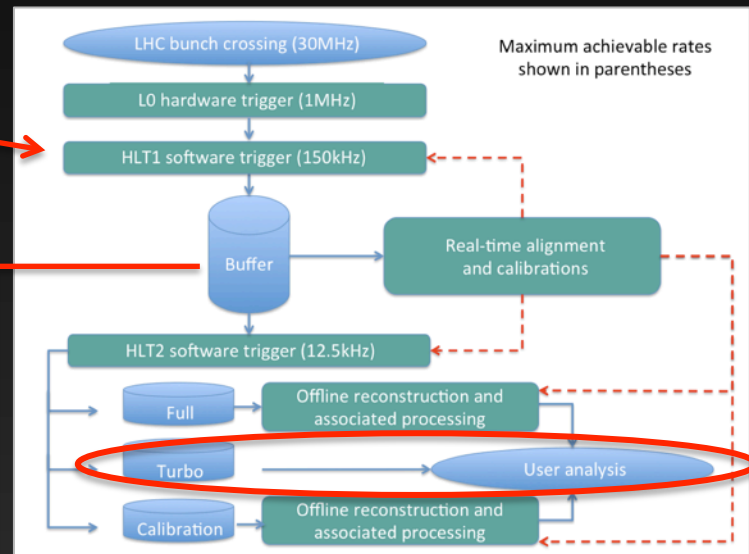 LHC bunch crossing (30MHz)
Maximum achievable rates
shown in parentheses
L0 hardware trigger (1MHz)
HLT1 software trigger (150kHz)
Buffer
Real-time alignment
and calibrations
HLT2 software trigger (12.5kHz)
Full
Offline reconstruction and
associated processing
Turbo
User analysis
Calibration
Offline reconstruction and
associated processing